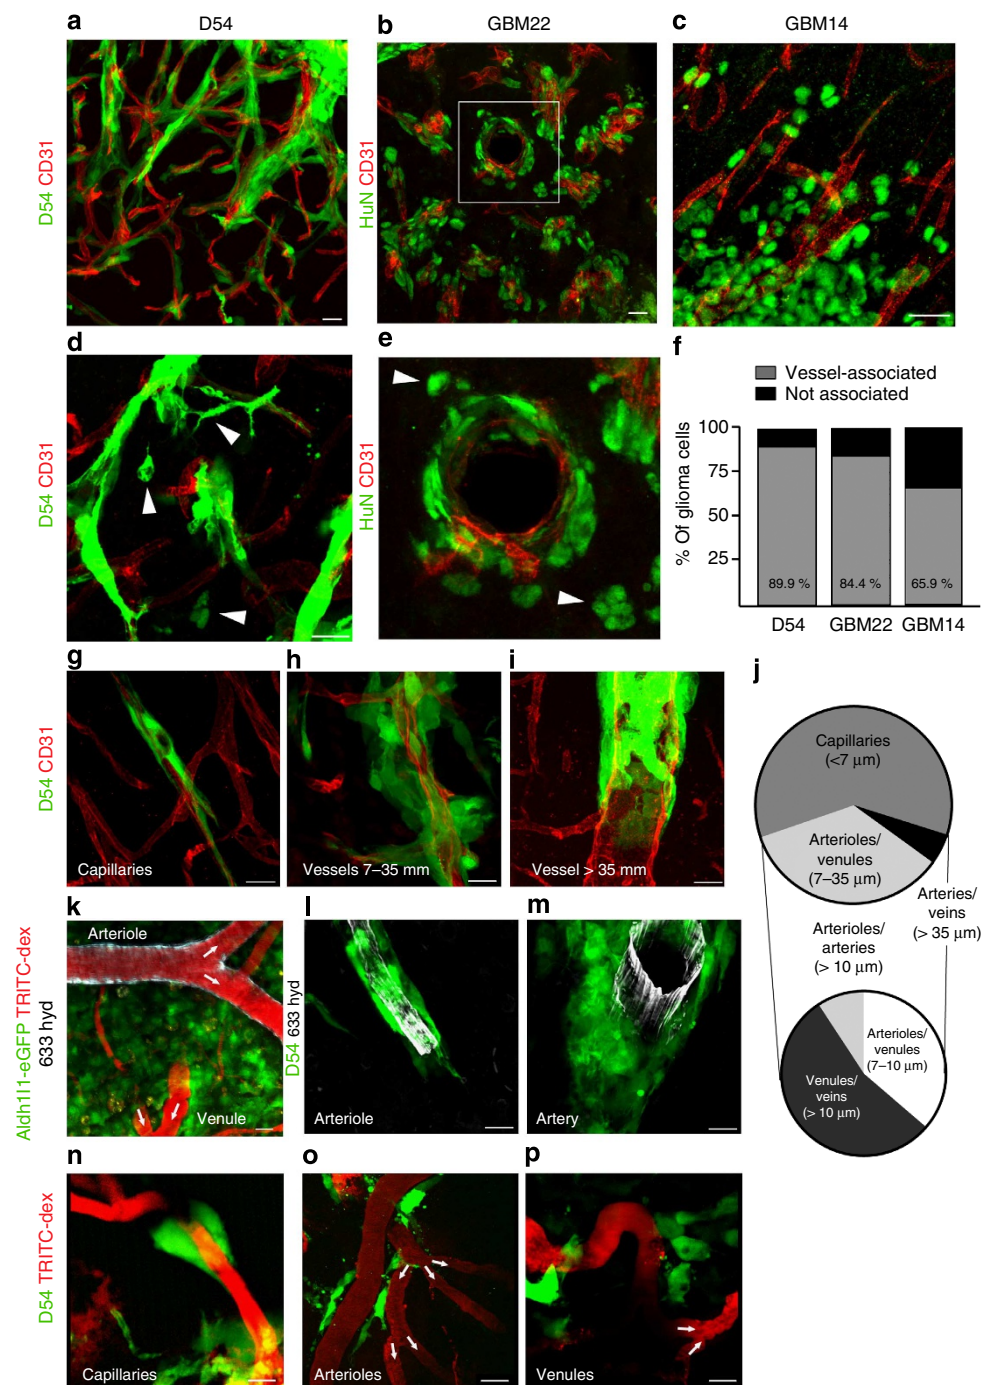 a
D54
b
GBM22
c
GBM14
D54 CD31
HuN CD31
d
e
f
D54 CD31
HuN CD31
Vessel-associated
Not associated
% Of glioma cells
100
75
50
25
89.9 %
84.4 %
65.9 %
D54
GBM22
GBM14
g
h
i
j
D54 CD31
Capillaries
Vessels 7–35 mm
Vessel > 35 mm
Capillaries
(<7 µm)
Arterioles/
venules
(7–35 µm)
Arteries/
veins
(> 35 µm)
Arterioles/
arteries
(> 10 µm)
Arterioles/
venules
(7–10 µm)
Venules/
veins
(> 10 µm)
k
l
m
Aldh1l1-eGFP TRITC-dex
633 hyd
Arteriole
Venule
D54 633 hyd
Arteriole
Artery
n
o
p
D54 TRITC-dex
Capillaries
Arterioles
Venules